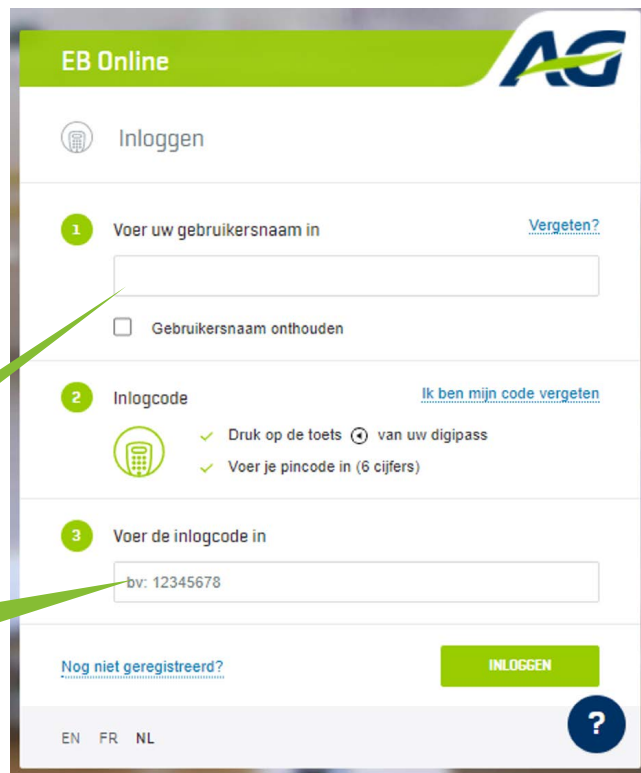 EB Online
AG
Inloggen
1 Voer uw gebruikersnaam in Vergeten?
Gebruikersnaam onthouden
2 Inlogcode Ik ben mijn code vergeten
Druk op de toets van uw digipass
Voer je pincode in (6 cijfers)
3 Voer de inlogcode in
bv: 12345678
Nog niet geregistreerd? INLOGGEN
EN FR NL ?